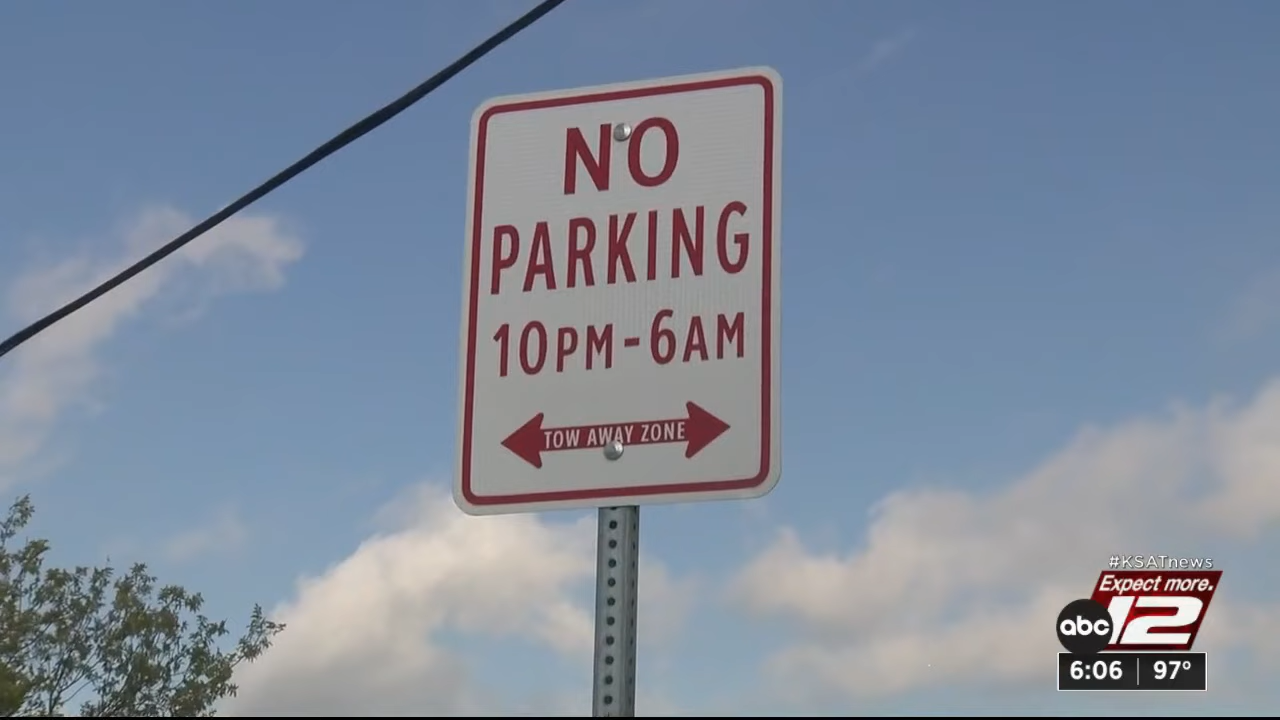 NO
PARKING
10PM-6AM
TOW AWAY ZONE
#KSATnews
Expect more.
abc 12
6:06 97°